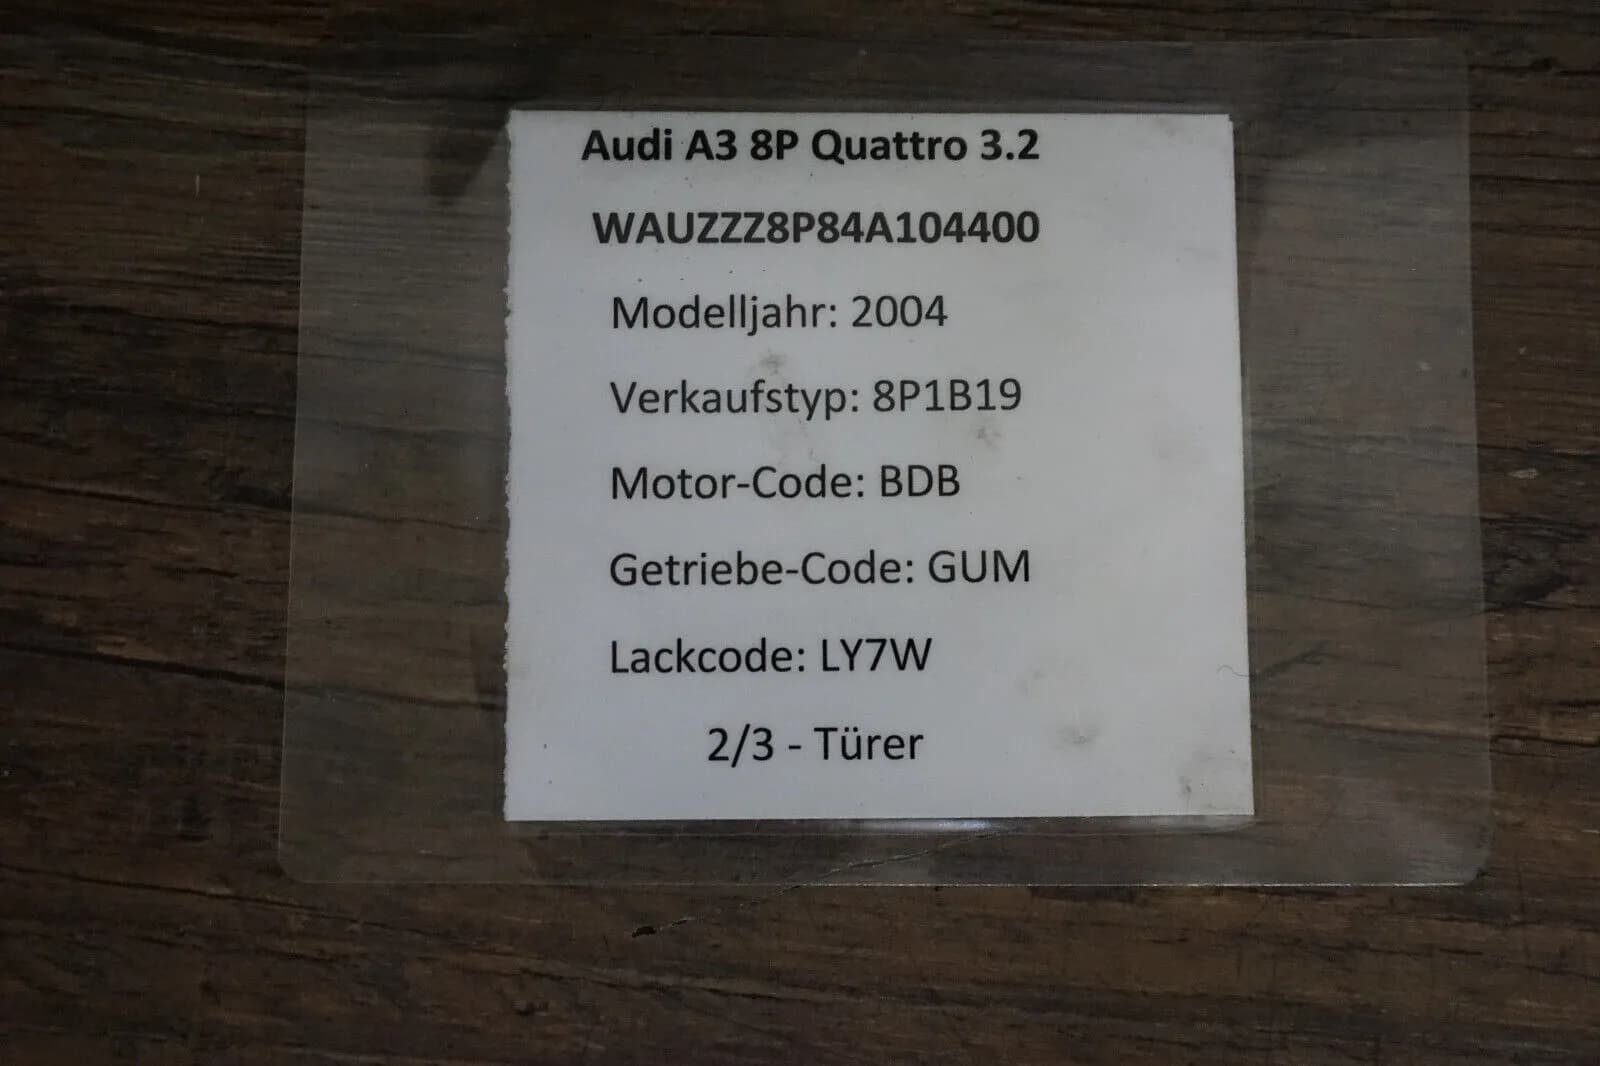 Audi A3 8P Quattro 3.2
WAUZZZ8P84A104400
Modelljahr: 2004
Verkaufstyp: 8P1B19
Motor-Code: BDB
Getriebe-Code: GUM
Lackcode: LY7W
2/3 - Türer